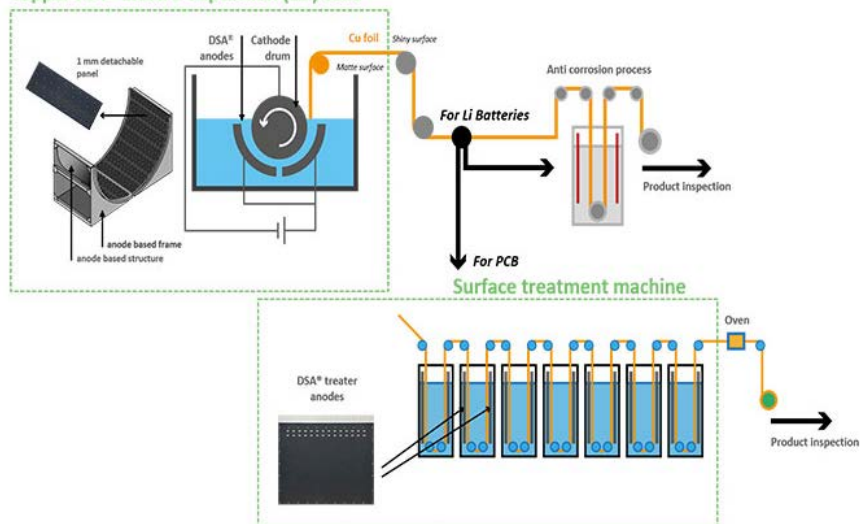 DSA® anodes
Cathode drum
Cu foil
Shiny surface
Matte surface
1 mm detachable panel
Anti corrosion process
For Li Batteries
Product inspection
anode based frame
anode based structure
For PCB
Surface treatment machine
Oven
DSA® treater anodes
Product inspection